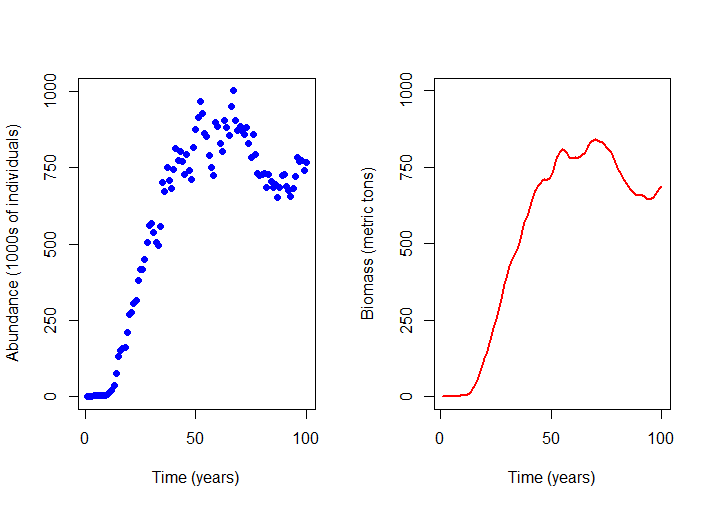 Abundance (1000s of individuals)
1000
750
500
250
0
0 50 100
Time (years)
Biomass (metric tons)
1000
750
500
250
0
0 50 100
Time (years)